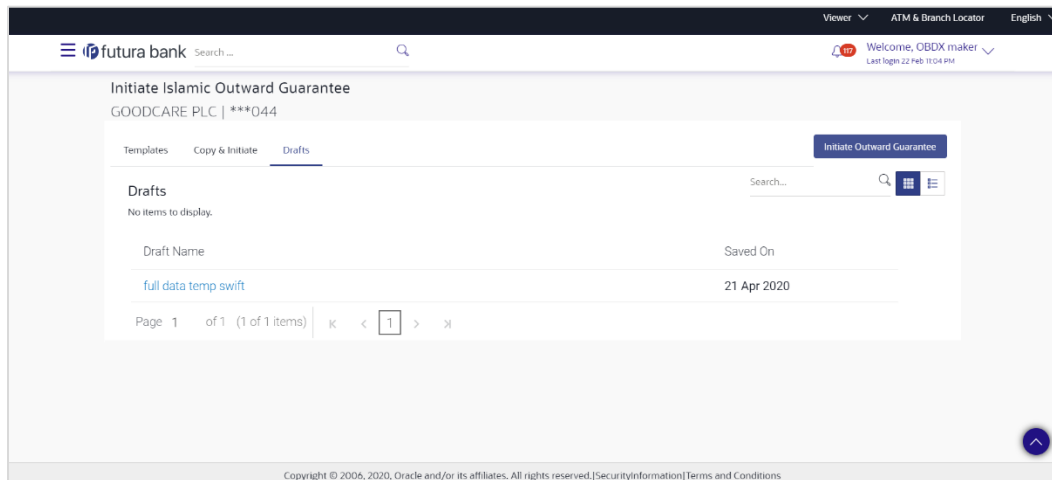 Viewer ATM & Branch Locator English
futura bank Search ... 117 Welcome, OBDX maker
Last login 22 Feb 11:04 PM
Initiate Islamic Outward Guarantee
GOODCARE PLC | ***044
Templates Copy & Initiate Drafts Initiate Outward Guarantee
Drafts Search...
No items to display.
Draft Name Saved On
full data temp swift 21 Apr 2020
Page 1 of 1 (1 of 1 items) 1
Copyright © 2006, 2020, Oracle and/or its affiliates. All rights reserved.|SecurityInformation|Terms and Conditions